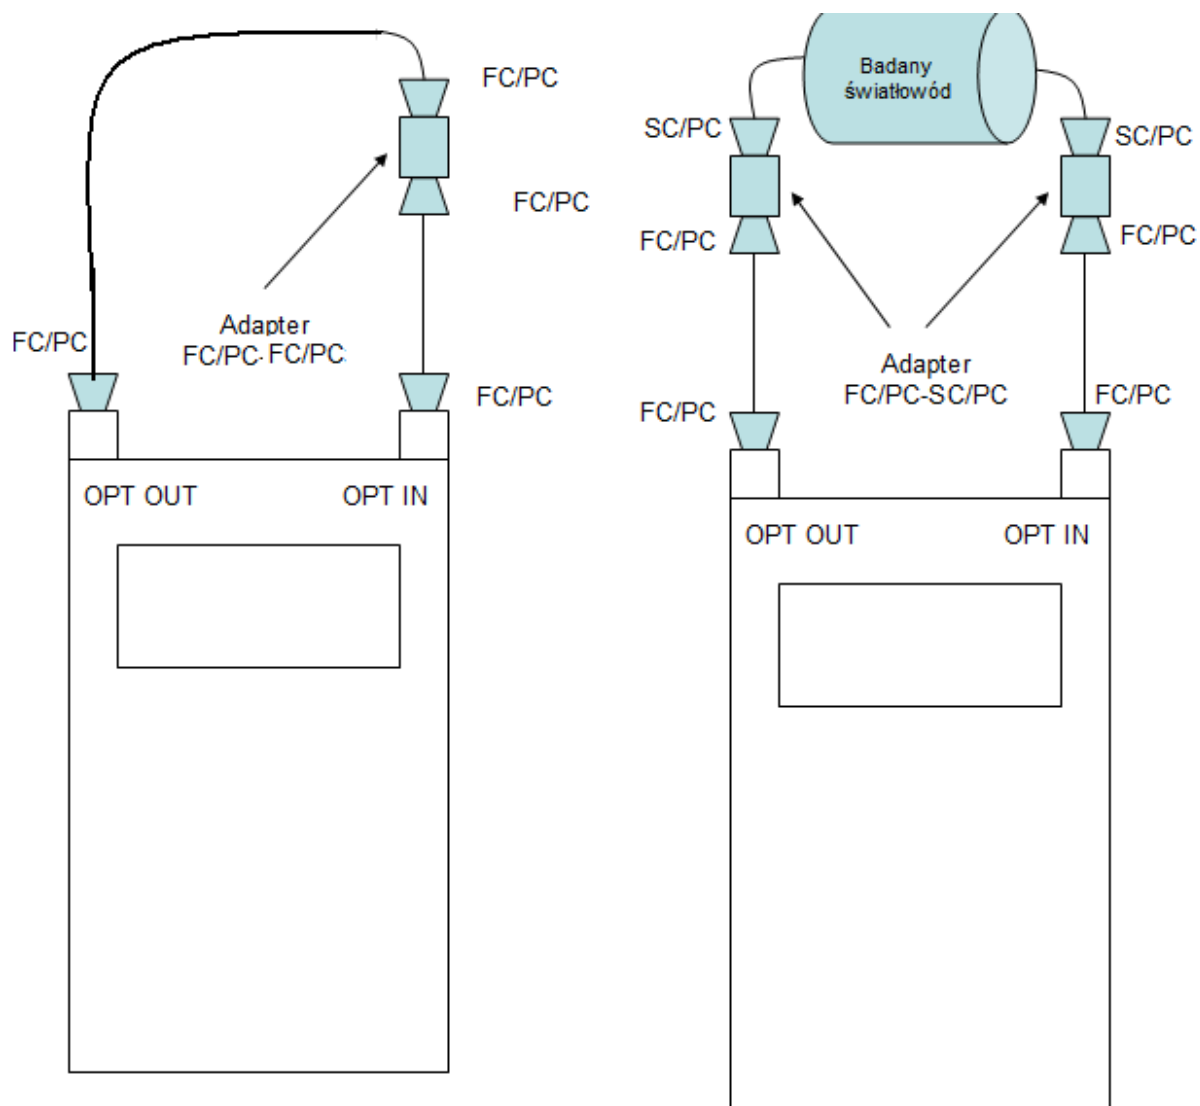 FC/PC
FC/PC
Adapter
FC/PC- FC/PC
FC/PC
FC/PC
OPT OUT
OPT IN
Badany
światłowód
SC/PC
SC/PC
FC/PC
FC/PC
Adapter
FC/PC-SC/PC
FC/PC
FC/PC
OPT OUT
OPT IN